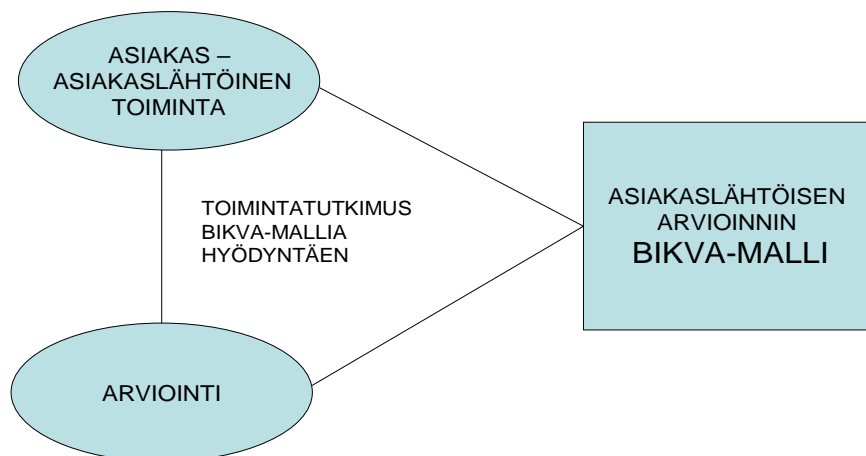 ASIAKAS –
ASIAKASLÄHTÖINEN
TOIMINTA
TOIMINTATUTKIMUS
BIKVA-MALLIA
HYÖDYNTÄEN
ASIAKASLÄHTÖISEN
ARVIOINNIN
BIKVA-MALLI
ARVIOINTI